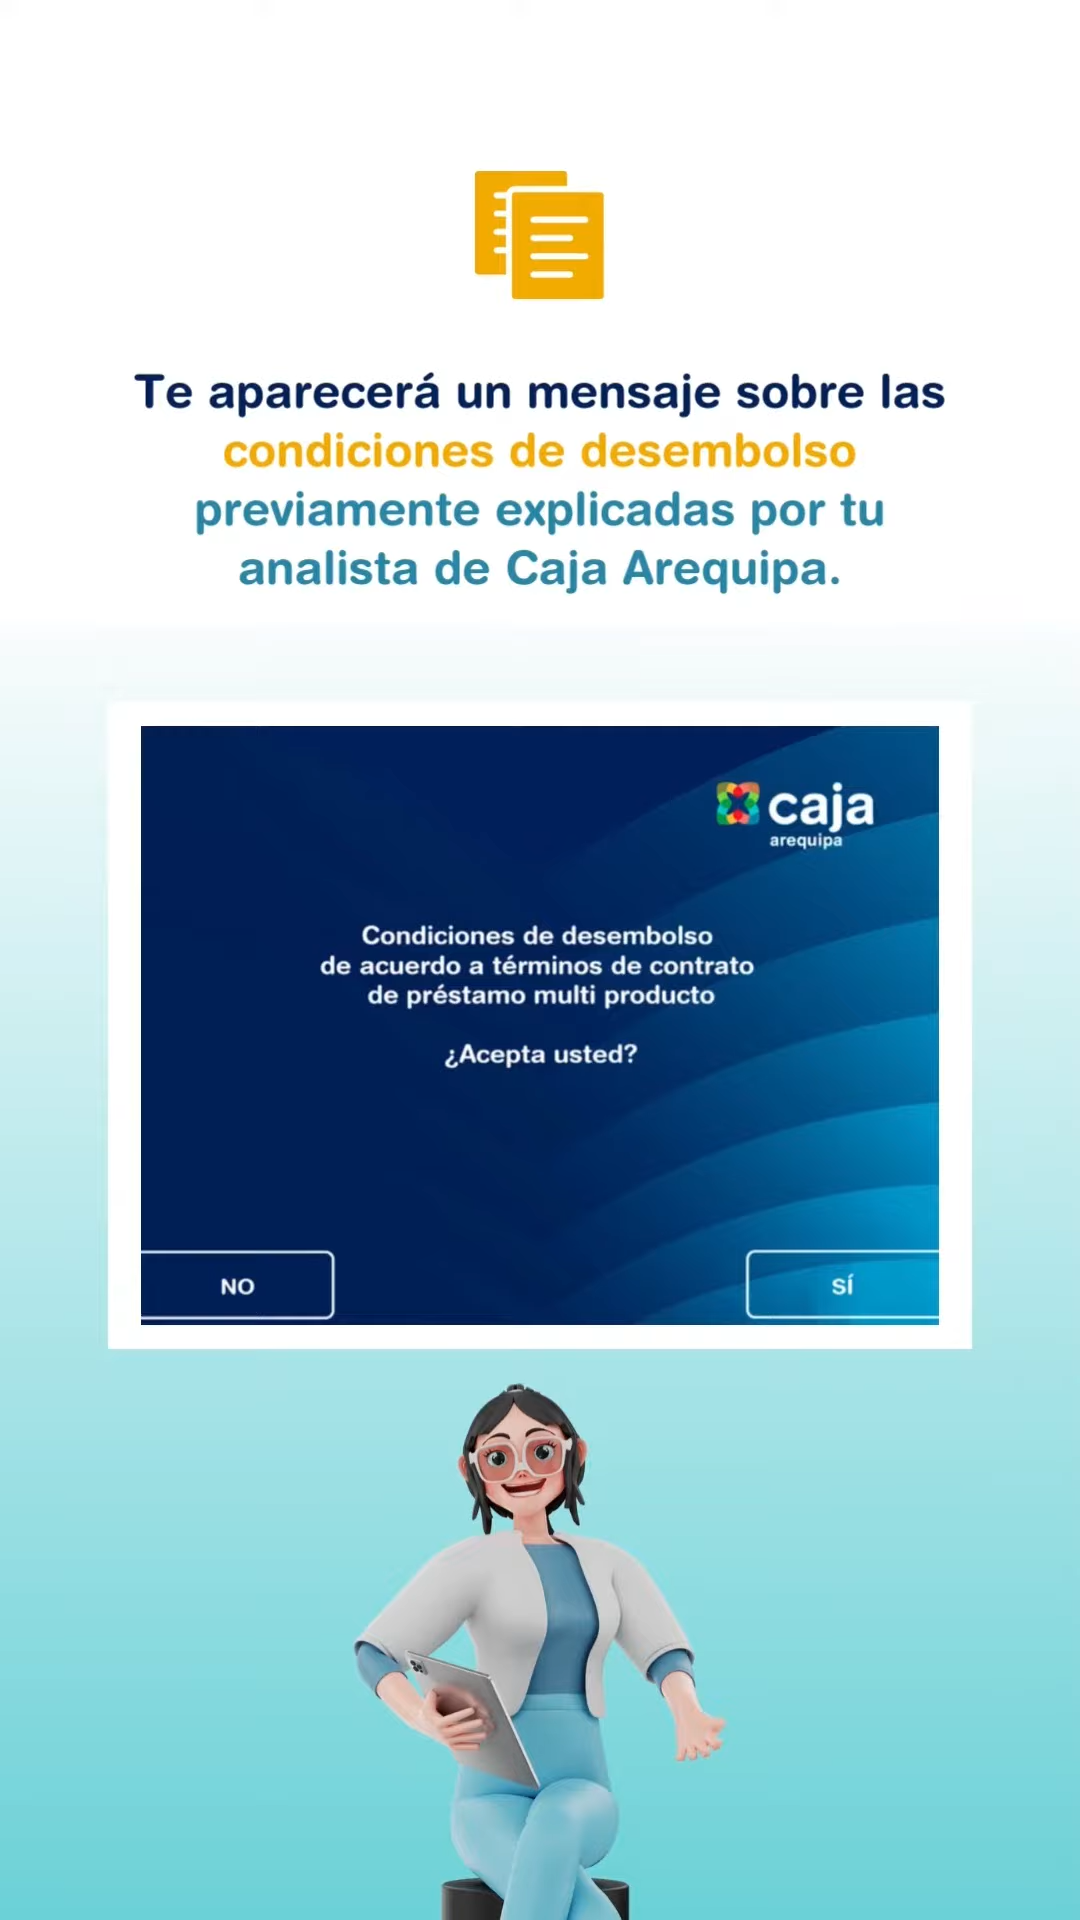 Te aparecerá un mensaje sobre las
condiciones de desembolso
previamente explicadas por tu
analista de Caja Arequipa.
caja
arequipa
Condiciones de desembolso
de acuerdo a términos de contrato
de préstamo multi producto
¿Acepta usted?
NO
SÍ